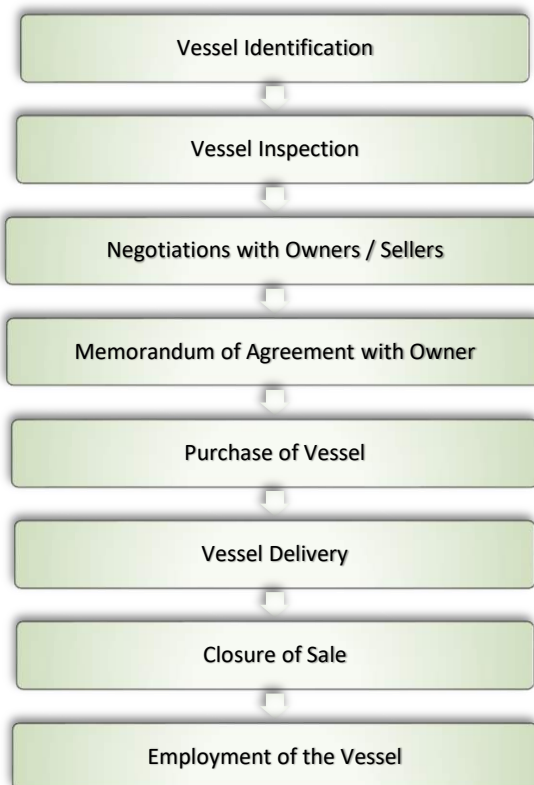 Vessel Identification
Vessel Inspection
Negotiations with Owners / Sellers
Memorandum of Agreement with Owner
Purchase of Vessel
Vessel Delivery
Closure of Sale
Employment of the Vessel